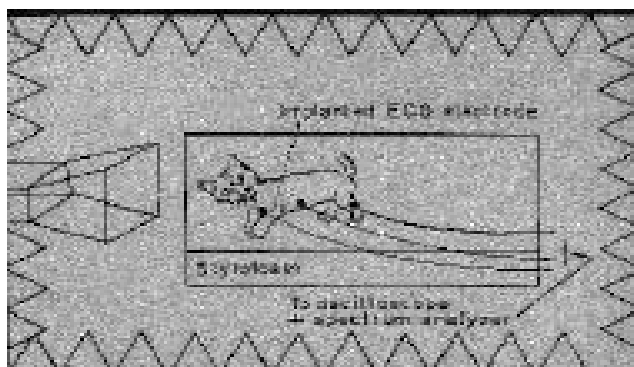 Implanted ECG electrode
Styrofoam
To oscilloscope
+ spectrum analyzer